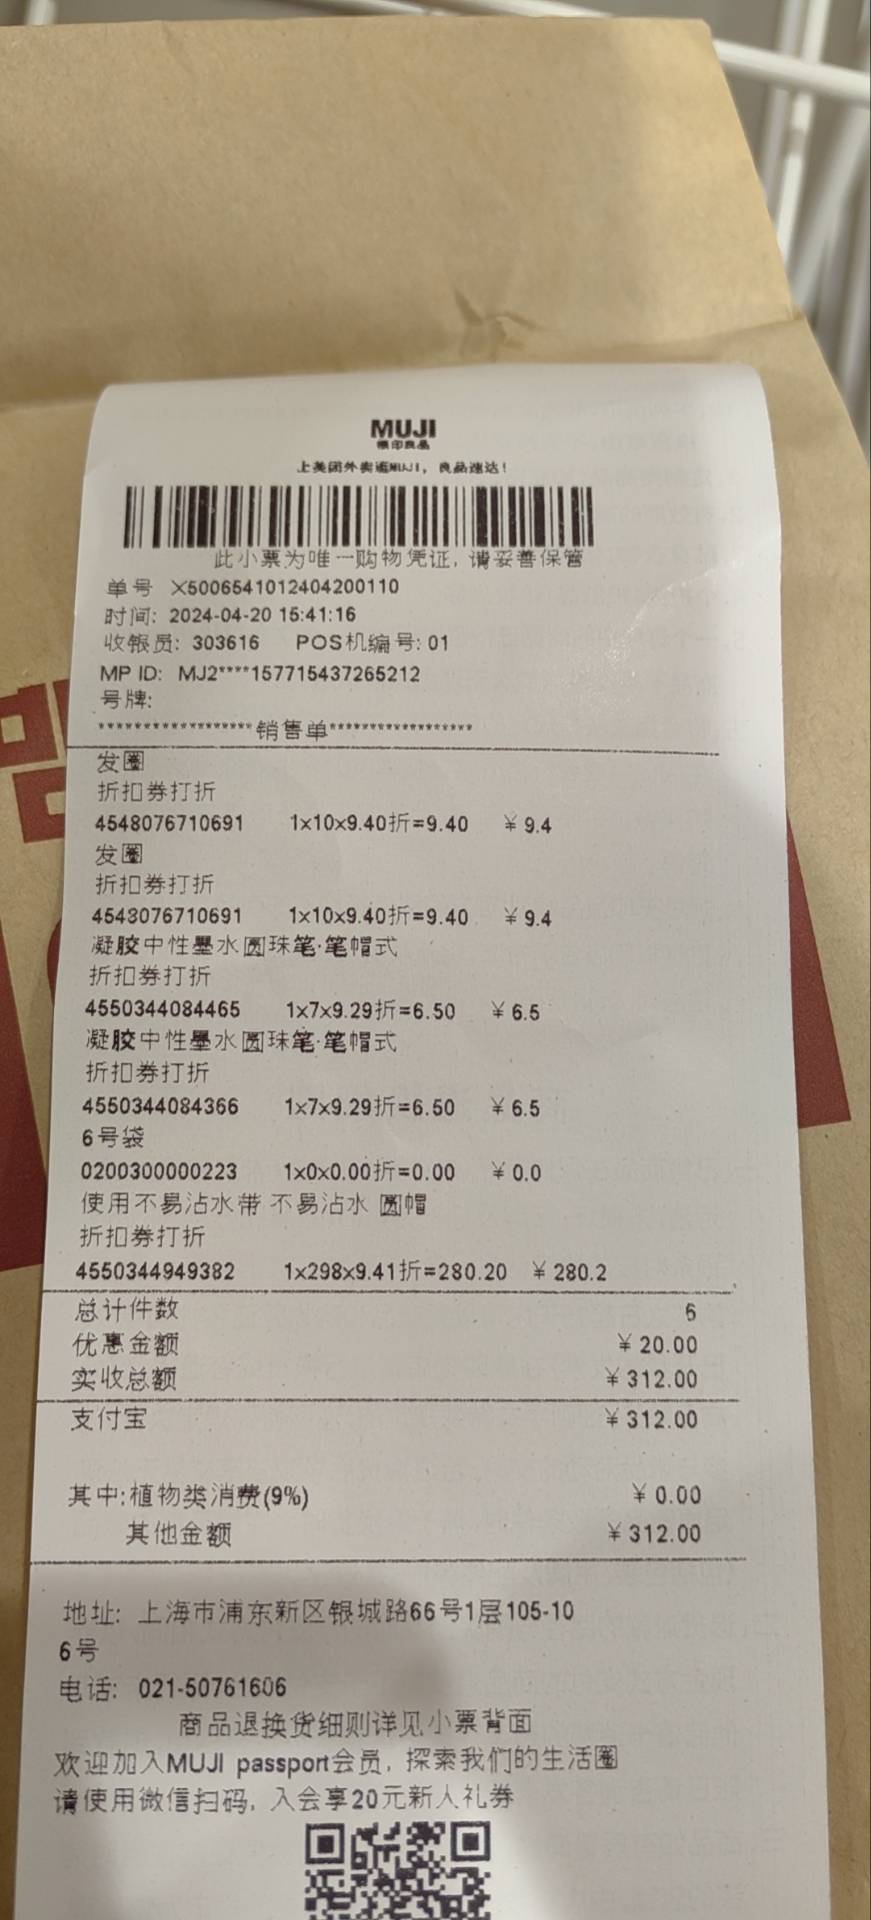 MUJI
無印良品
上美团外卖逛MUJI，良品速达！
此小票为唯一购物凭证，请妥善保管
单号 X5006541012404200110
时间: 2024-04-20 15:41:16
收银员: 303616 POS机编号: 01
MP ID: MJ2****157715437265212
号牌:
******************销售单*****************
发圈
折扣券打折
4548076710691 1x10x9.40折=9.40 ￥9.4
发圈
折扣券打折
4548076710691 1x10x9.40折=9.40 ￥9.4
凝胶中性墨水圆珠笔·笔帽式
折扣券打折
4550344084465 1x7x9.29折=6.50 ￥6.5
凝胶中性墨水圆珠笔·笔帽式
折扣券打折
4550344084366 1x7x9.29折=6.50 ￥6.5
6号袋
0200300000223 1x0x0.00折=0.00 ￥0.0
使用不易沾水带 不易沾水 圆帽
折扣券打折
4550344949382 1x298x9.41折=280.20 ￥280.2
总计件数 6
优惠金额 ￥20.00
实收总额 ￥312.00
支付宝 ￥312.00
其中:植物类消费(9%) ￥0.00
其他金额 ￥312.00
地址: 上海市浦东新区银城路66号1层105-10
6号
电话: 021-50761606
商品退换货细则详见小票背面
欢迎加入MUJI passport会员，探索我们的生活圈
请使用微信扫码，入会享20元新人礼券